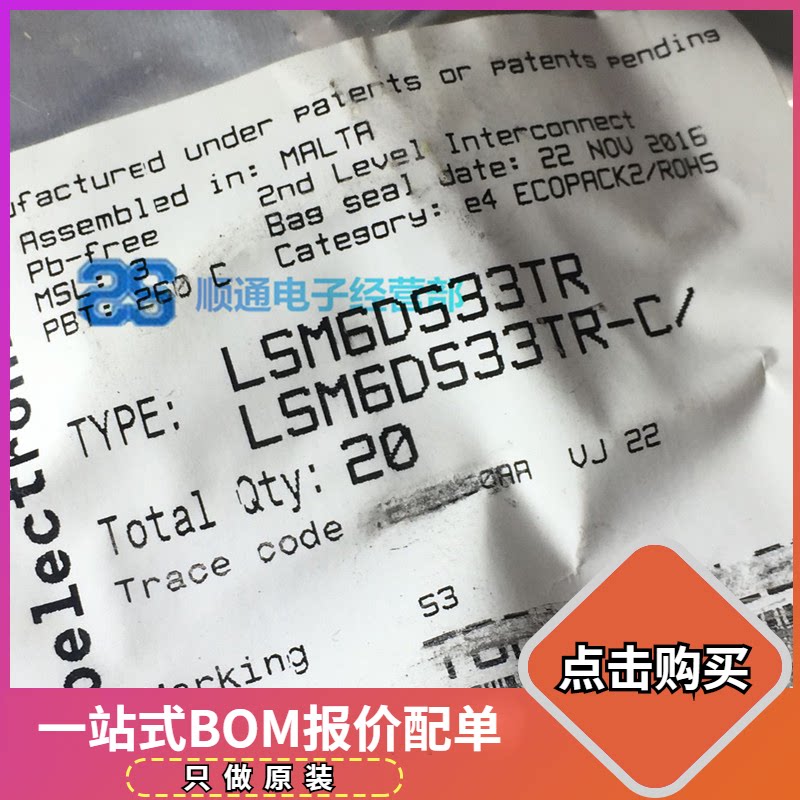 ufactured under patents or patents pending
Assembled in: MALTA
Pb-free 2nd Level Interconnect
MSL: 3 Bag seal date: 22 NOV 2016
PBT: 260 C Category: e4 ECOPACK2/ROHS
顺通电子经营部
TYPE: LSM6DS33TR
LSM6DS33TR-C/
Total Qty: 20
Trace code 0AA VJ 22
oelectron
S3
arking
点击购买
一站式BOM报价配单
只做原装